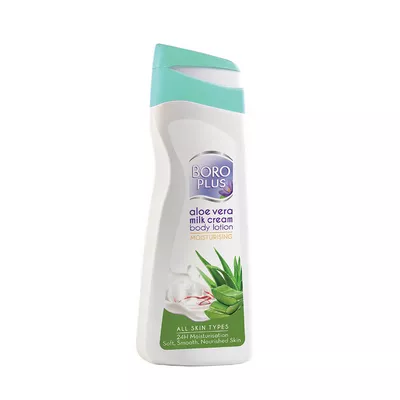 BORO
PLUS
aloe vera
milk cream
body lotion
MOISTURISING
ALL SKIN TYPES
24H Moisturisation
Soft, Smooth, Nourished Skin